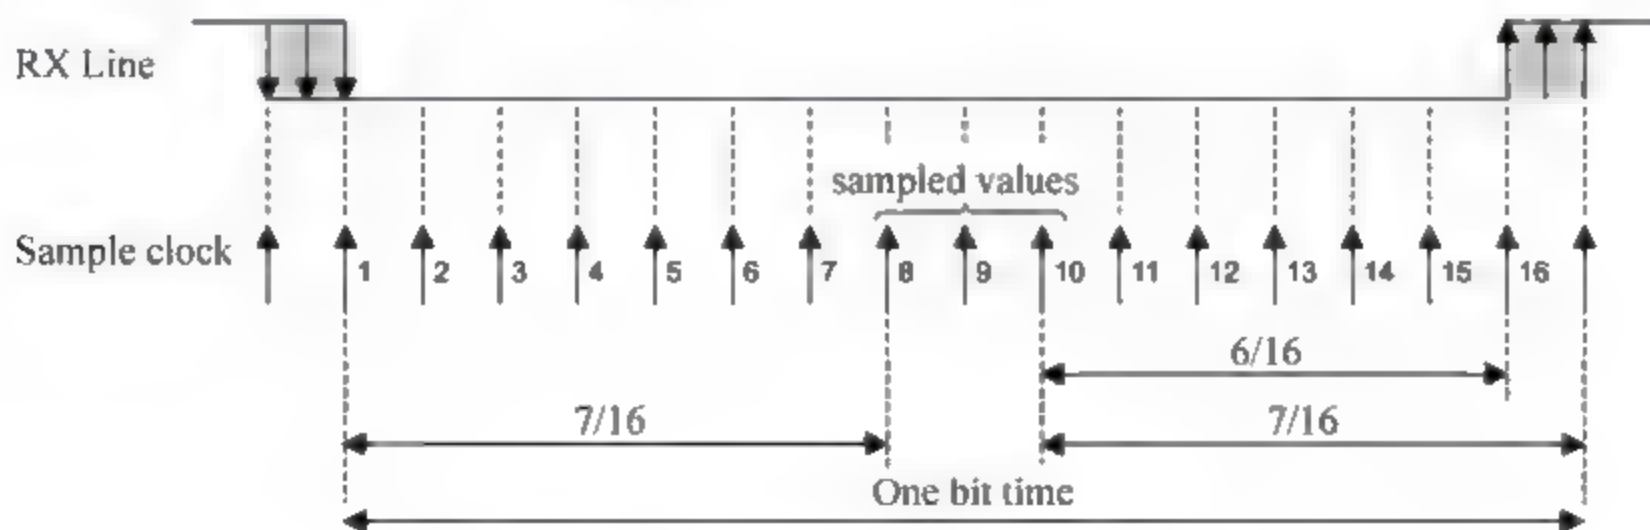 RX Line
sampled values
Sample clock
1 2 3 4 5 6 7 8 9 10 11 12 13 14 15 16
6/16
7/16 7/16
One bit time